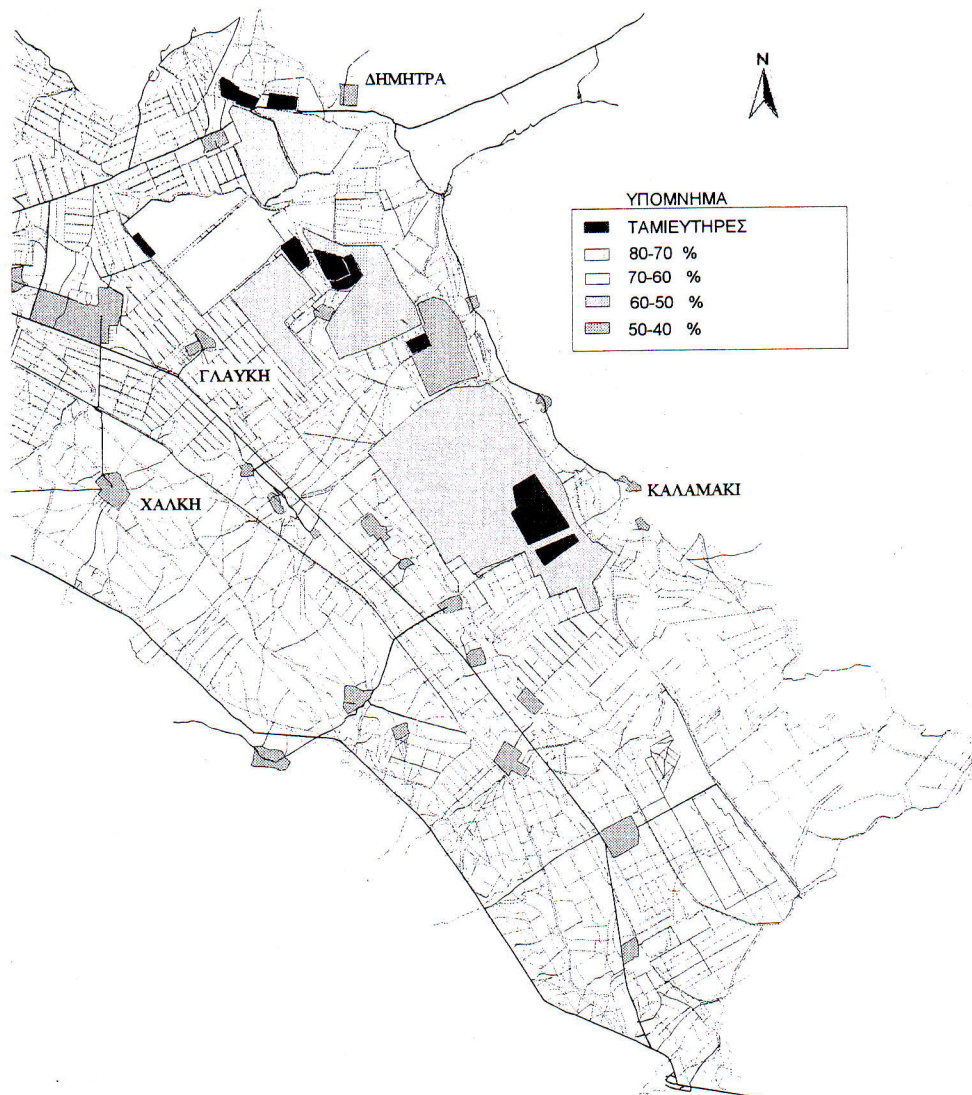 ΔΗΜΗΤΡΑ
N
ΥΠΟΜΝΗΜΑ
ΤΑΜΙΕΥΤΗΡΕΣ
80-70 %
70-60 %
60-50 %
50-40 %
ΓΛΑΥΚΗ
ΧΑΛΚΗ
ΚΑΛΑΜΑΚΙ